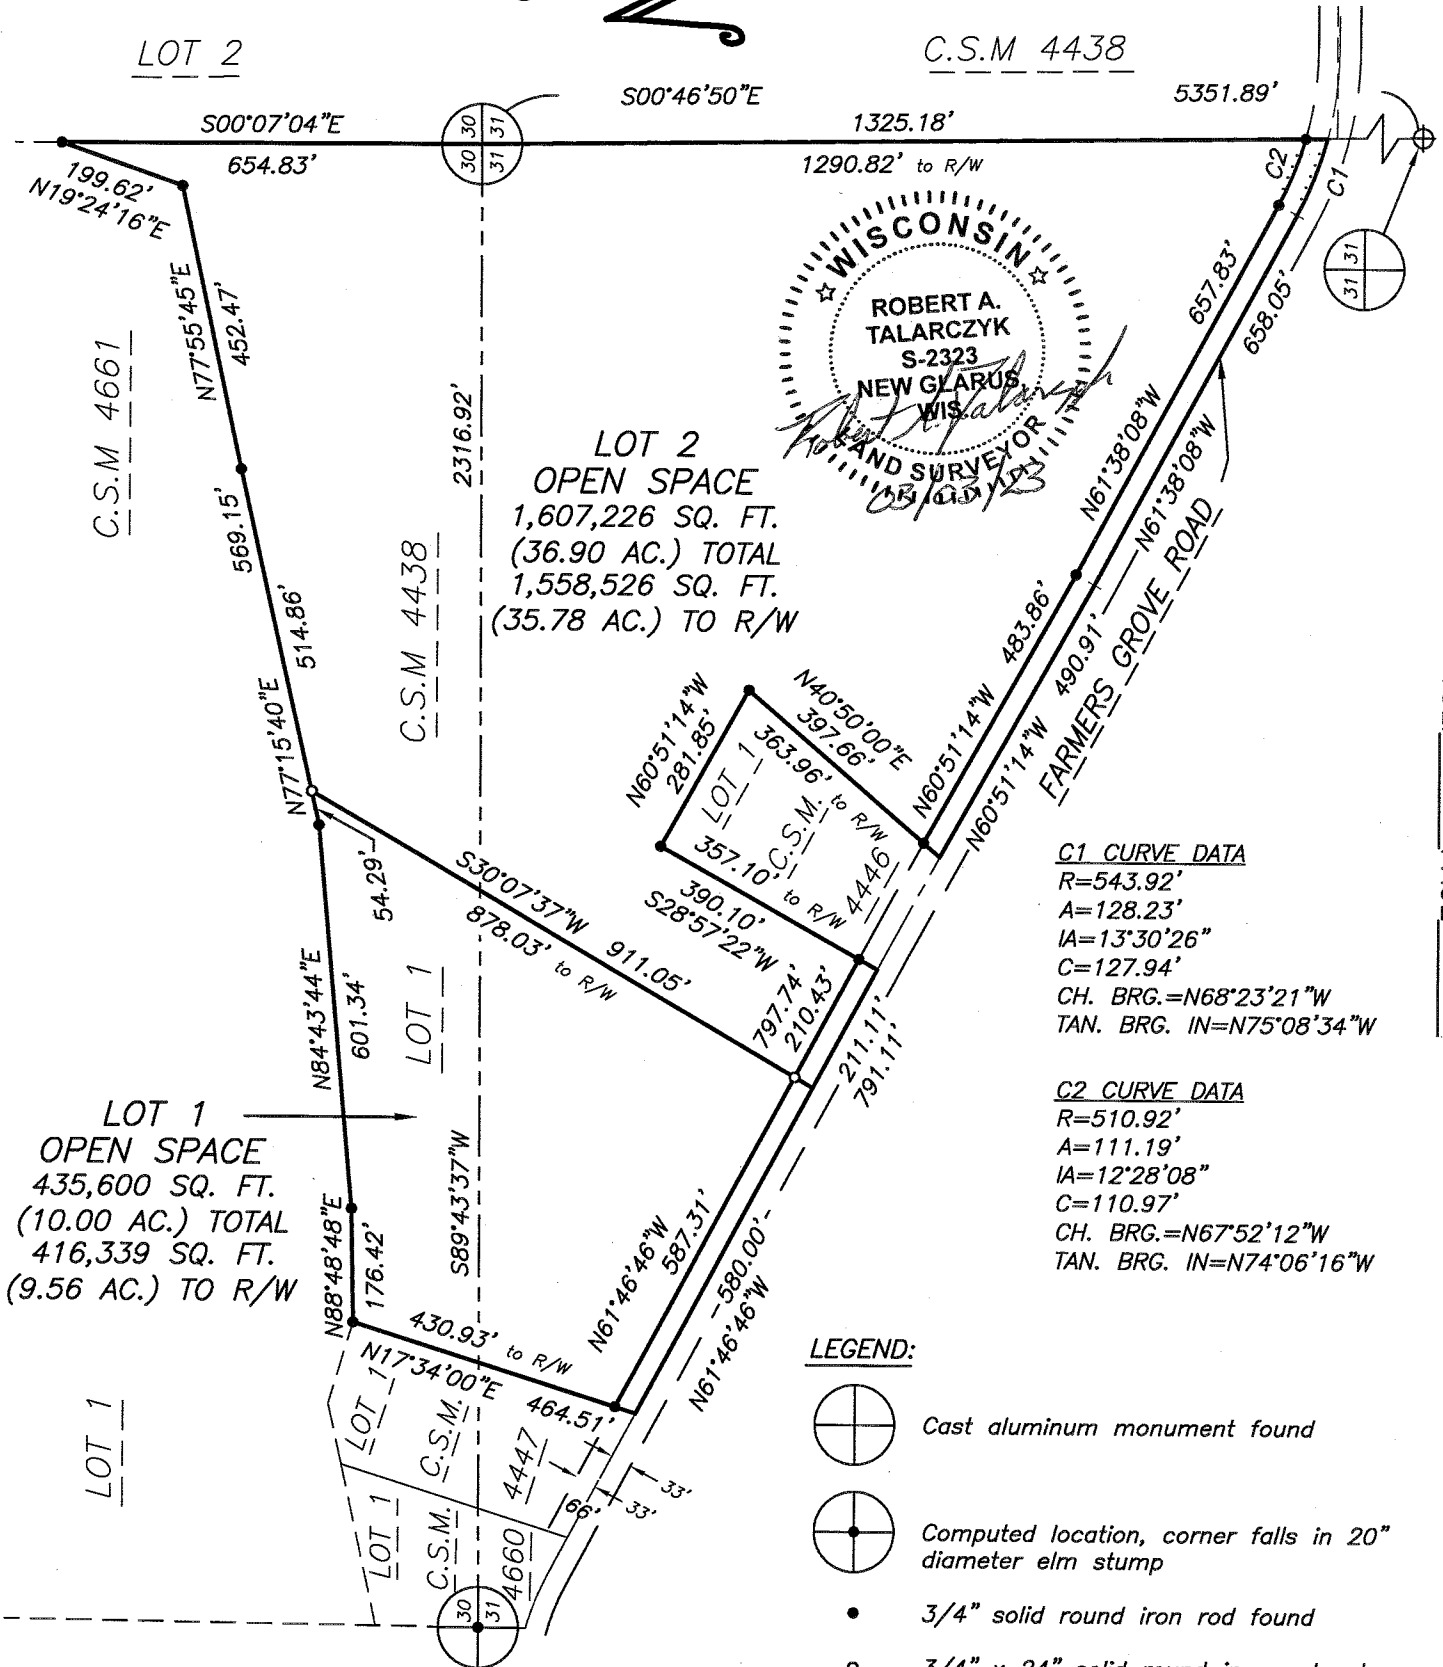 LOT 2
C.S.M 4438
S00°46'50"E
5351.89'
S00°07'04"E
1325.18'
654.83'
1290.82' to R/W
30 31
30 31
199.62'
N19°24'16"E
C2
C1
31 31
31
WISCONSIN
ROBERT A.
TALARCZYK
S-2323
NEW GLARUS,
WIS.
LAND SURVEYOR
03/03/23
657.83'
658.05'
N77°55'45"E
452.47'
C.S.M 4661
2316.92'
N61°38'08"W
N61°38'08"W
LOT 2
OPEN SPACE
1,607,226 SQ. FT.
(36.90 AC.) TOTAL
1,558,526 SQ. FT.
(35.78 AC.) TO R/W
569.15'
514.86'
C.S.M 4438
483.86'
490.91'
FARMERS GROVE ROAD
N77°15'40"E
N60°51'14"W
281.85'
N40°50'00"E
397.66'
363.96' to R/W
LOT 1
C.S.M.
4446
N60°51'14"W
N60°51'14"W
357.10' to R/W
390.10'
S28°57'22"W
54.29'
S30°07'37"W
878.03' to R/W
911.05'
797.74'
210.43'
211.11'
791.11'
C1 CURVE DATA
R=543.92'
A=128.23'
IA=13°30'26"
C=127.94'
CH. BRG.=N68°23'21"W
TAN. BRG. IN=N75°08'34"W
N84°43'44"E
601.34'
LOT 1
C2 CURVE DATA
R=510.92'
A=111.19'
IA=12°28'08"
C=110.97'
CH. BRG.=N67°52'12"W
TAN. BRG. IN=N74°06'16"W
LOT 1
OPEN SPACE
435,600 SQ. FT.
(10.00 AC.) TOTAL
416,339 SQ. FT.
(9.56 AC.) TO R/W
S89°43'37"W
N88°48'48"E
176.42'
N61°46'46"W
587.31'
580.00'
N61°46'46"W
430.93' to R/W
N17°34'00"E
464.51'
LOT 1
C.S.M.
4447
LOT 1
LOT 1
C.S.M.
4660
66'
33'
33'
30 31
LEGEND:
Cast aluminum monument found
Computed location, corner falls in 20"
diameter elm stump
3/4" solid round iron rod found